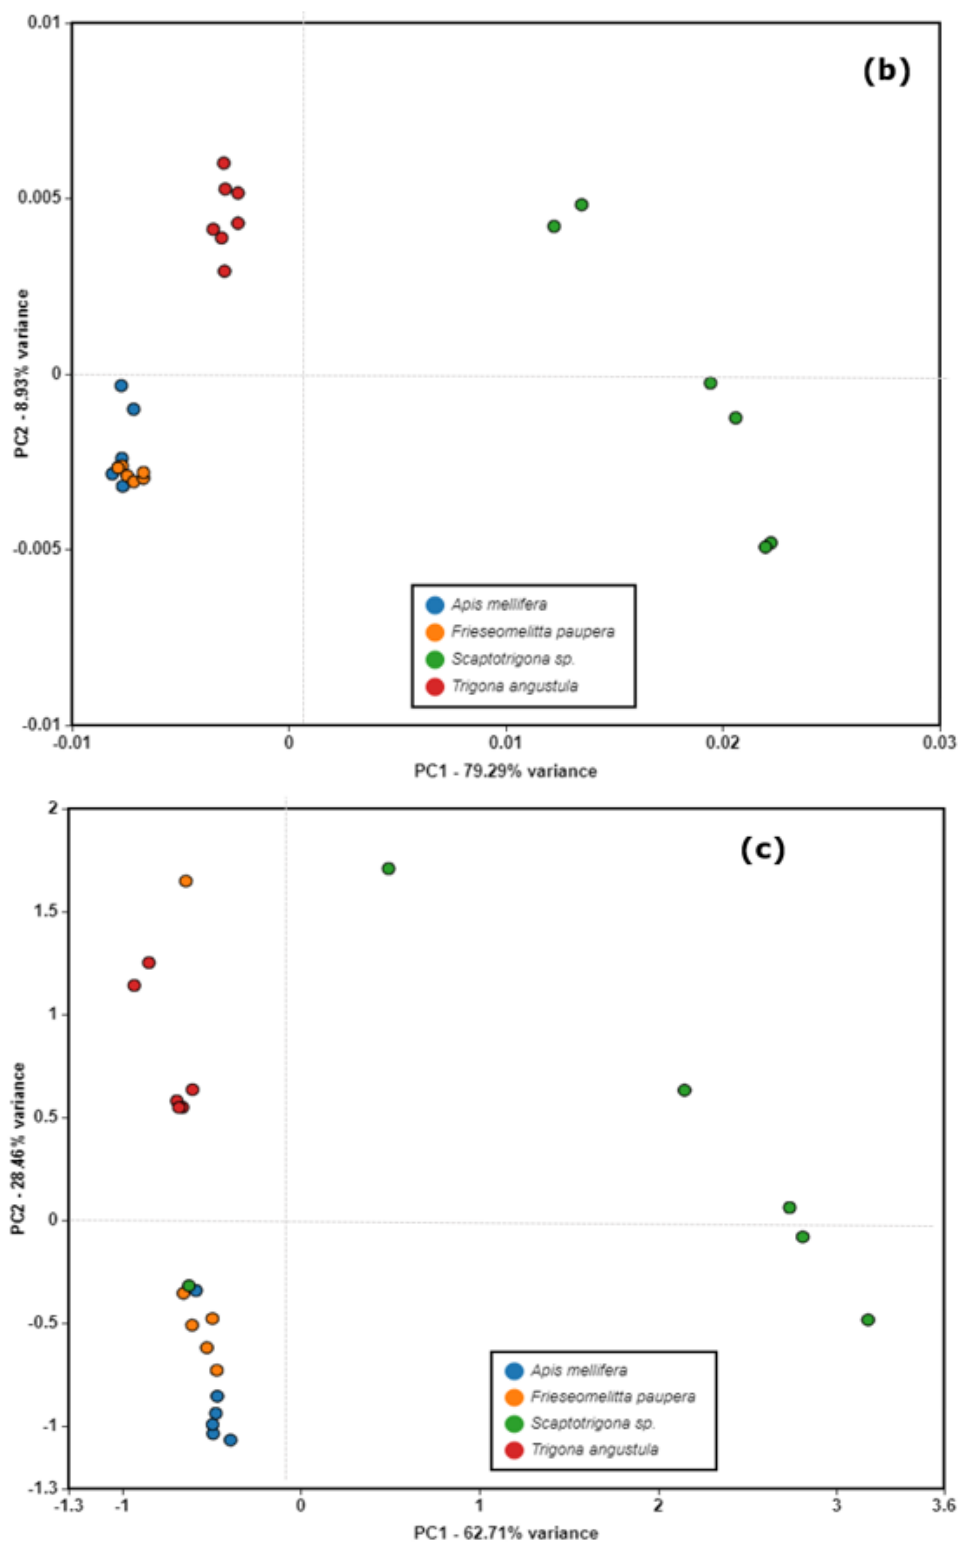 0.01
(b)
0.005
0
-0.005
-0.01
PC2 - 8.93% variance
Apis mellifera
Frieseomelitta paupera
Scaptotrigona sp.
Trigona angustula
-0.01
0
0.01
0.02
0.03
PC1 - 79.29% variance
2
(c)
1.5
1
0.5
0
-0.5
-1
-1.3
PC2 - 28.46% variance
Apis mellifera
Frieseomelitta paupera
Scaptotrigona sp.
Trigona angustula
-1.3
-1
0
1
2
3
3.6
PC1 - 62.71% variance